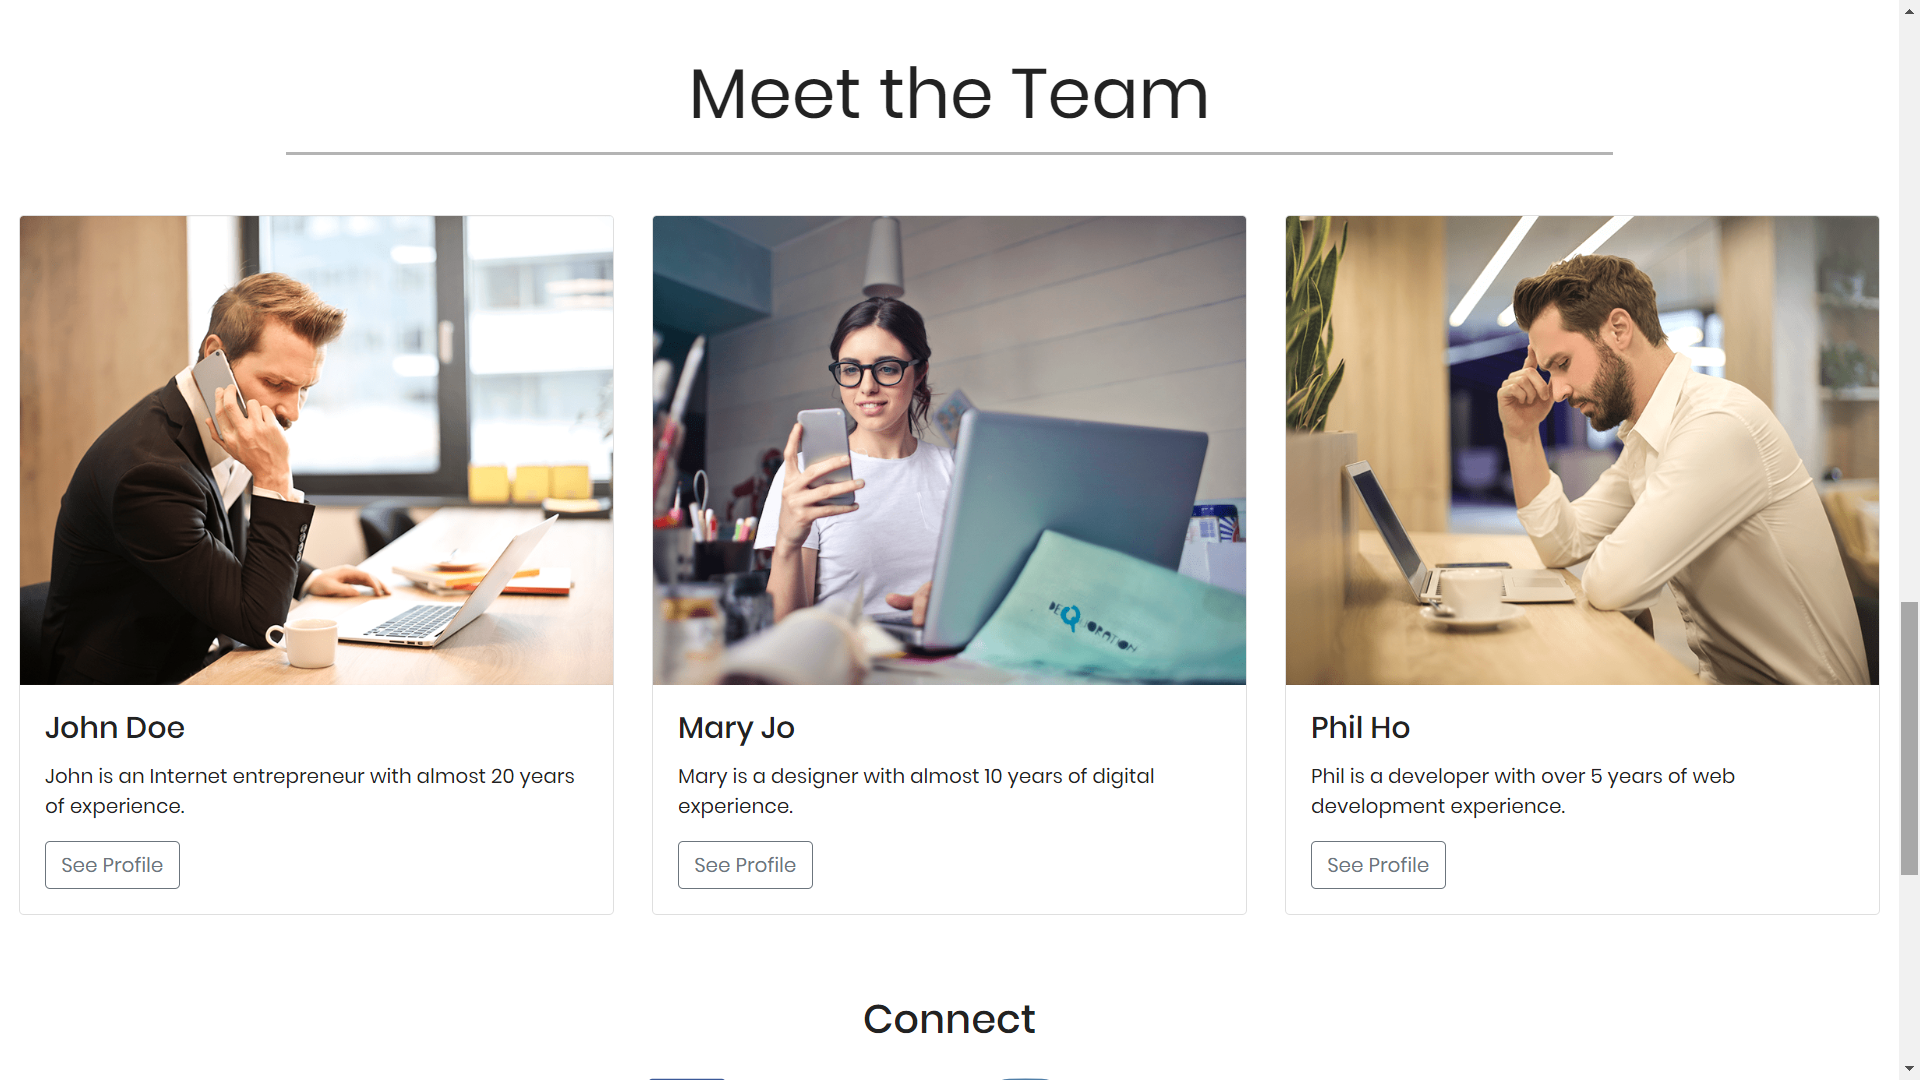 Meet the Team
John Doe
John is an Internet entrepreneur with almost 20 years
of experience.
See Profile
Mary Jo
Mary is a designer with almost 10 years of digital
experience.
See Profile
Phil Ho
Phil is a developer with over 5 years of web
development experience.
See Profile
Connect